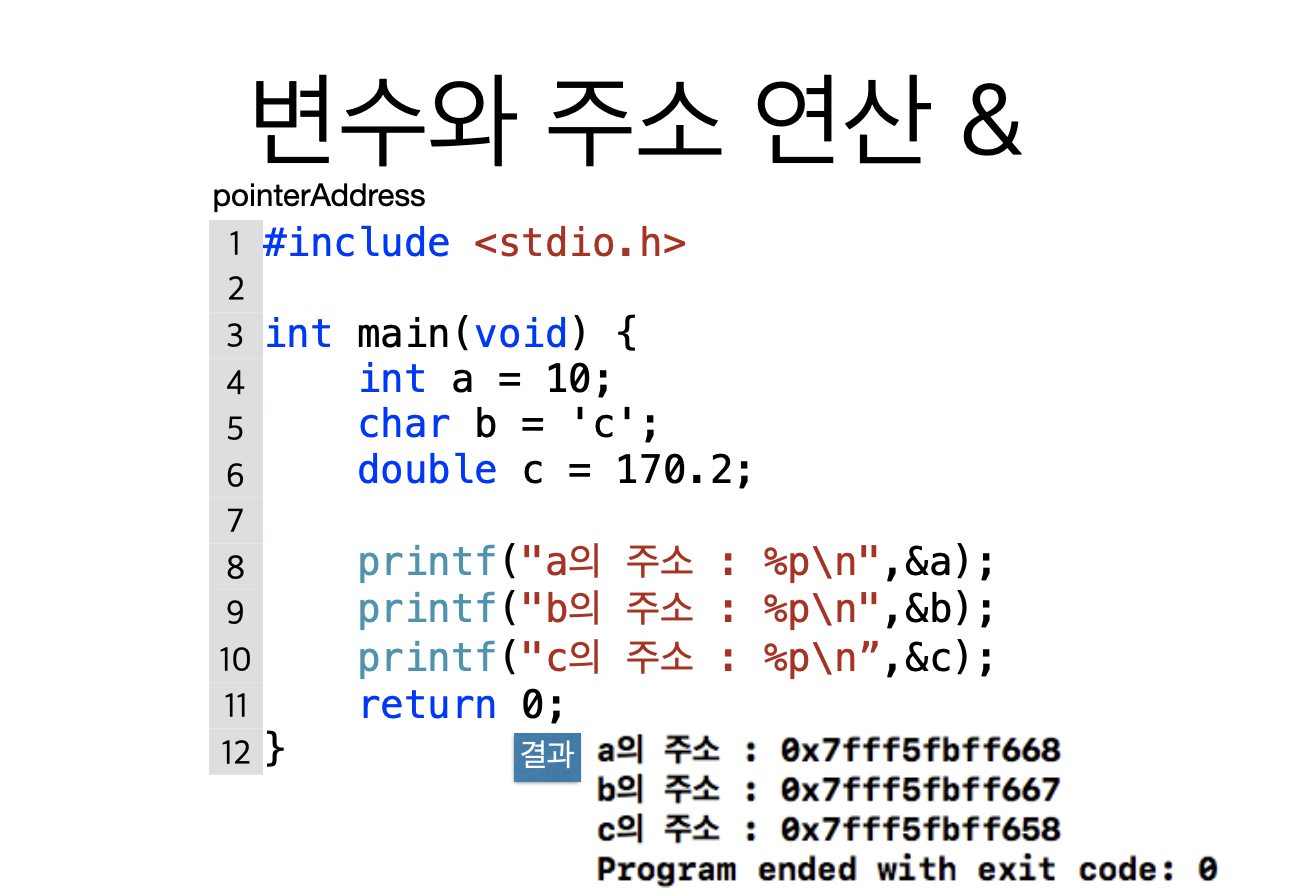 변수와 주소 연산 &
pointerAddress
1 #include <stdio.h>
2
3 int main(void) {
4 int a = 10;
5 char b = 'c';
6 double c = 170.2;
7
8 printf("a의 주소 : %p\n",&a);
9 printf("b의 주소 : %p\n",&b);
10 printf("c의 주소 : %p\n”,&c);
11 return 0;
12 }
결과
a의 주소 : 0x7fff5fbff668
b의 주소 : 0x7fff5fbff667
c의 주소 : 0x7fff5fbff658
Program ended with exit code: 0